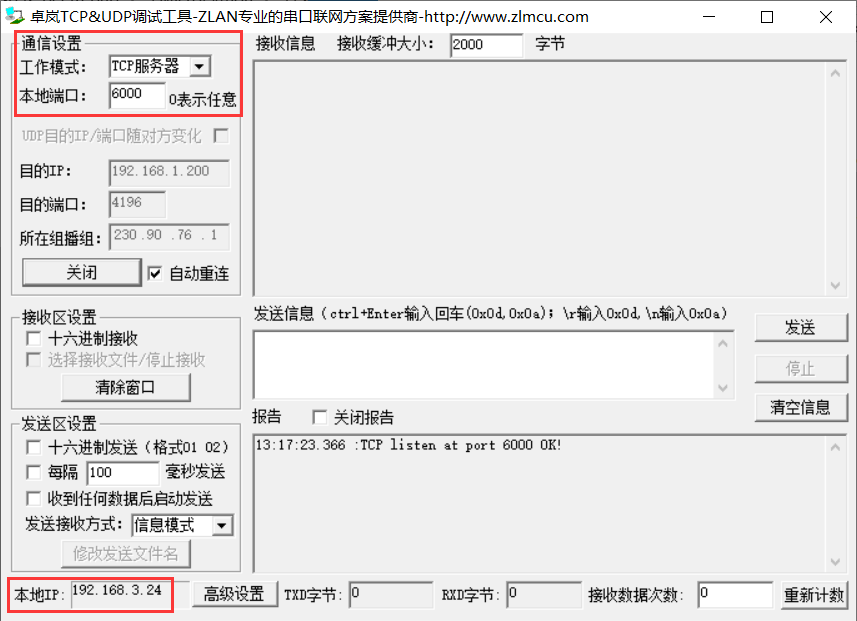 卓岚TCP&UDP调试工具-ZLAN专业的串口联网方案提供商-http://www.zlmcu.com
通信设置
工作模式: TCP服务器
本地端口: 6000 0表示任意
UDP目的IP/端口随对方变化
目的IP: 192.168.1.200
目的端口: 4196
所在组播组: 230 .90 .76 .1
关闭 自动重连
接收区设置
十六进制接收
选择接收文件/停止接收
清除窗口
发送区设置
十六进制发送（格式01 02）
每隔 100 毫秒发送
收到任何数据后启动发送
发送接收方式: 信息模式
修改发送文件名
接收信息 接收缓冲大小: 2000 字节
发送信息（ctrl+Enter输入回车(0x0d,0x0a); \r输入0x0d,\n输入0x0a）
发送
停止
清空信息
报告 关闭报告
13:17:23.366 :TCP listen at port 6000 OK!
本地IP: 192.168.3.24 高级设置 TXD字节: 0 RXD字节: 0 接收数据次数: 0 重新计数